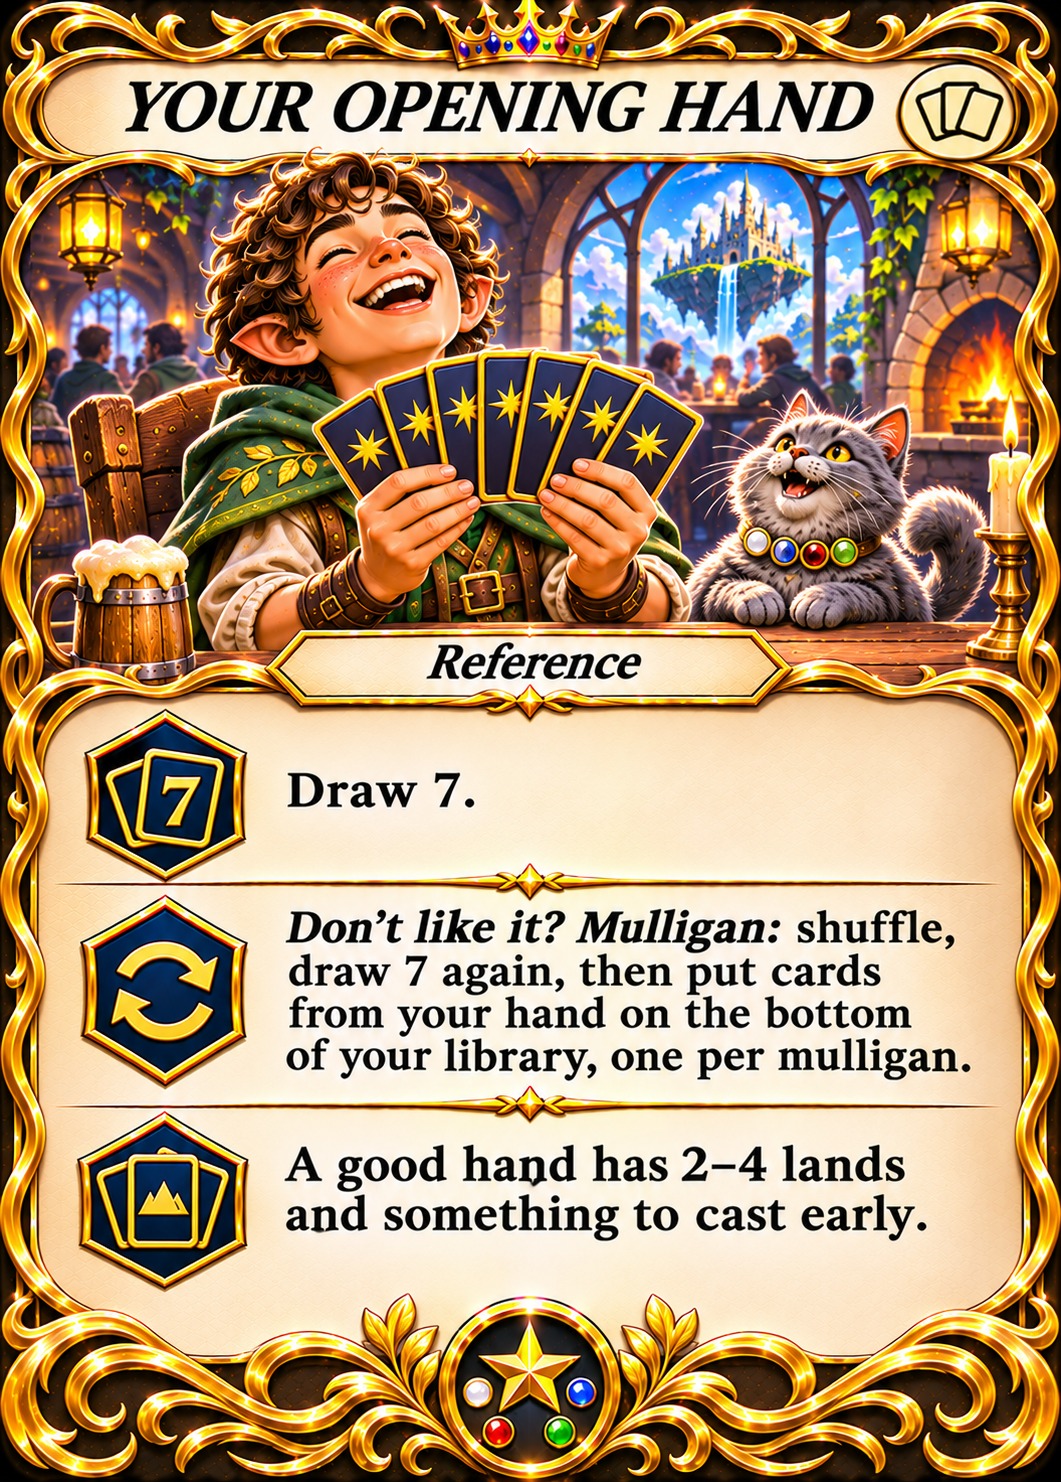 YOUR OPENING HAND
Reference
7
Draw 7.
Don't like it? Mulligan: shuffle,
draw 7 again, then put cards
from your hand on the bottom
of your library, one per mulligan.
A good hand has 2–4 lands
and something to cast early.